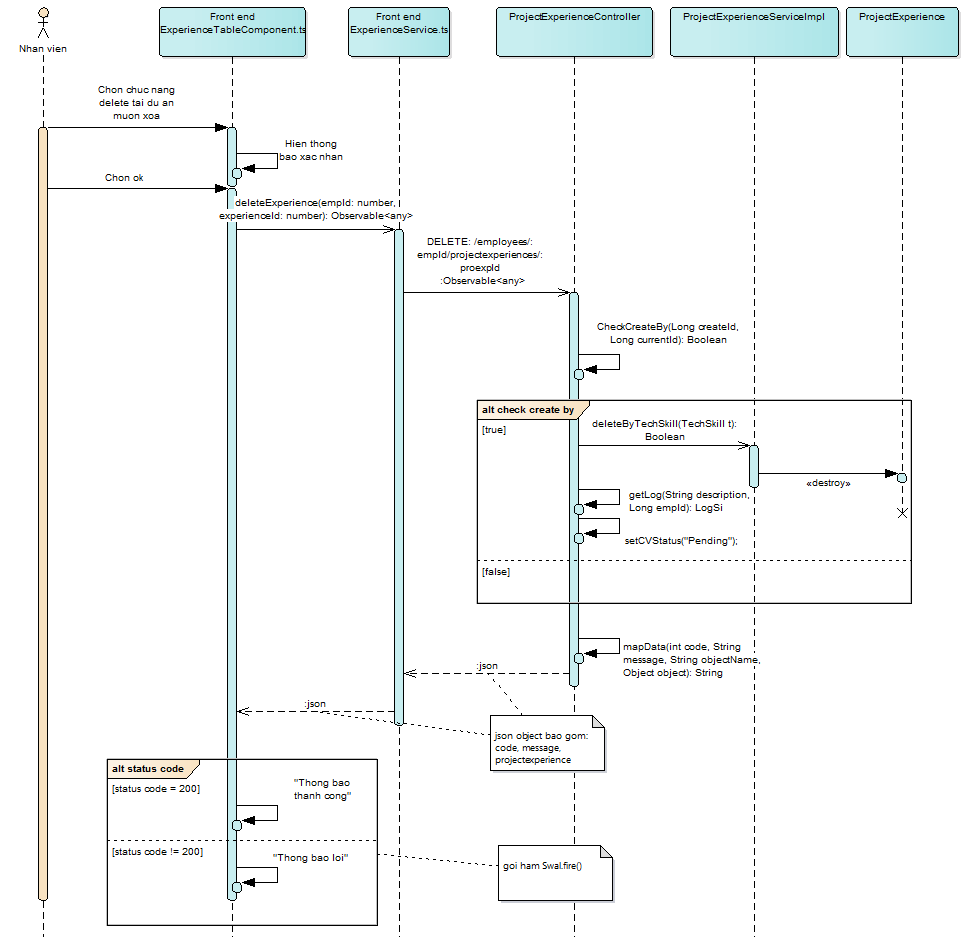 Front end
ExperienceTableComponent.ts
Front end
ExperienceService.ts
ProjectExperienceController
ProjectExperienceServiceImpl
ProjectExperience
Nhan vien
Chon chuc nang
delete tai du an
muon xoa
Hien thong
bao xac nhan
Chon ok
deleteExperience(empId: number,
experienceId: number): Observable<any>
DELETE: /employees/:
empId/projectexperiences/:
proexpId
:Observable<any>
CheckCreateBy(Long createId,
Long currentId): Boolean
alt check create by
[true]
deleteByTechSkill(TechSkill t):
Boolean
«destroy»
getLog(String description,
Long empId): LogSi
setCVStatus("Pending");
[false]
mapData(int code, String
message, String objectName,
Object object): String
:json
:json
json object bao gom:
code, message,
projectexperience
alt status code
[status code = 200]
"Thong bao
thanh cong"
[status code != 200]
"Thong bao loi"
goi ham Swal.fire()